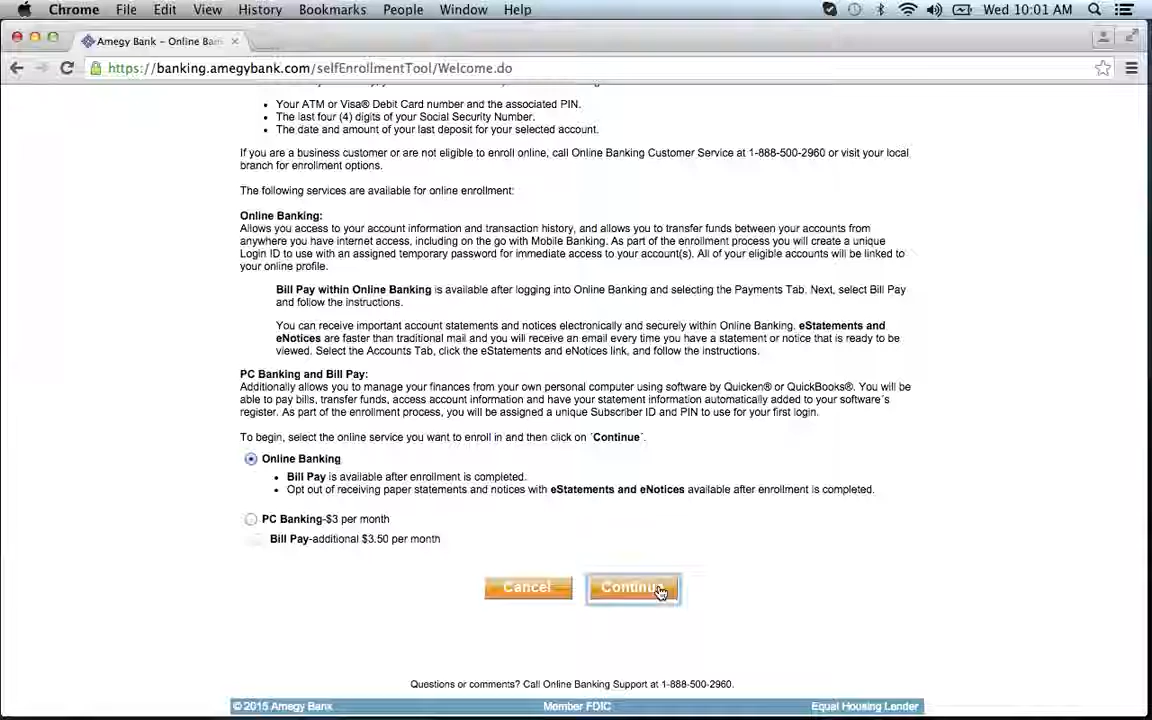 Chrome File Edit View History Bookmarks People Window Help Wed 10:01 AM
Amegy Bank – Online Ban
https://banking.amegybank.com/selfEnrollmentTool/Welcome.do
• Your ATM or Visa® Debit Card number and the associated PIN.
• The last four (4) digits of your Social Security Number.
• The date and amount of your last deposit for your selected account.
If you are a business customer or are not eligible to enroll online, call Online Banking Customer Service at 1-888-500-2960 or visit your local
branch for enrollment options.
The following services are available for online enrollment:
Online Banking:
Allows you access to your account information and transaction history, and allows you to transfer funds between your accounts from
anywhere you have internet access, including on the go with Mobile Banking. As part of the enrollment process you will create a unique
Login ID to use with an assigned temporary password for immediate access to your account(s). All of your eligible accounts will be linked to
your online profile.
Bill Pay within Online Banking is available after logging into Online Banking and selecting the Payments Tab. Next, select Bill Pay
and follow the instructions.
You can receive important account statements and notices electronically and securely within Online Banking. eStatements and
eNotices are faster than traditional mail and you will receive an email every time you have a statement or notice that is ready to be
viewed. Select the Accounts Tab, click the eStatements and eNotices link, and follow the instructions.
PC Banking and Bill Pay:
Additionally allows you to manage your finances from your own personal computer using software by Quicken® or QuickBooks®. You will be
able to pay bills, transfer funds, access account information and have your statement information automatically added to your software´s
register. As part of the enrollment process, you will be assigned a unique Subscriber ID and PIN to use for your first login.
To begin, select the online service you want to enroll in and then click on ´Continue´.
Online Banking
• Bill Pay is available after enrollment is completed.
• Opt out of receiving paper statements and notices with eStatements and eNotices available after enrollment is completed.
PC Banking-$3 per month
Bill Pay-additional $3.50 per month
Cancel Continue
Questions or comments? Call Online Banking Support at 1-888-500-2960.
© 2015 Amegy Bank Member FDIC Equal Housing Lender